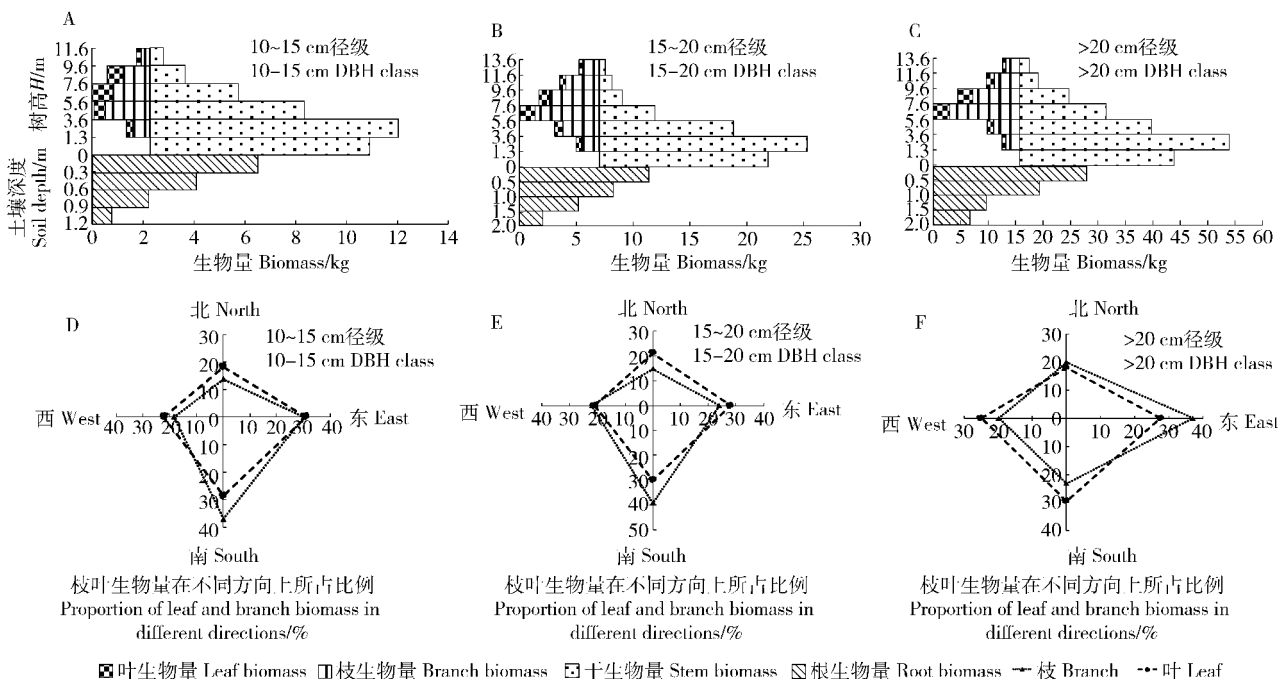 A
10~15 cm径级
10-15 cm DBH class
树高H/m
土壤深度
Soil depth/m
11.6
9.6
7.6
5.6
3.6
1.3
0
0.3
0.6
0.9
1.2
0 2 4 6 8 10 12 14
生物量 Biomass/kg
B
15~20 cm径级
15-20 cm DBH class
13.6
11.6
9.6
7.6
5.6
3.6
1.3
0
0.5
1.0
1.5
2.0
0 5 10 15 20 25 30
生物量 Biomass/kg
C
>20 cm径级
>20 cm DBH class
13.6
11.6
9.6
7.6
5.6
3.6
1.3
0
0.5
1.0
1.5
2.0
0 5 10 15 20 25 30 35 40 45 50 55 60
生物量 Biomass/kg
D
北 North
10~15 cm径级
10-15 cm DBH class
30
20
10
西 West
40 30 20 10 0 10 20 30 40
东 East
10
20
30
40
南 South
枝叶生物量在不同方向上所占比例
Proportion of leaf and branch biomass in
different directions/%
E
北 North
15~20 cm径级
15-20 cm DBH class
30
20
10
40 30 20 10 0 10 20 30 40
东 East
10
20
30
40
50
南 South
枝叶生物量在不同方向上所占比例
Proportion of leaf and branch biomass in
different directions/%
F
北 North
>20 cm径级
>20 cm DBH class
30
20
10
西 West
30 20 10 0 10 20 30 40
东 East
10
20
30
40
南 South
枝叶生物量在不同方向上所占比例
Proportion of leaf and branch biomass in
different directions/%
叶生物量 Leaf biomass 枝生物量 Branch biomass 干生物量 Stem biomass 根生物量 Root biomass 枝 Branch 叶 Leaf